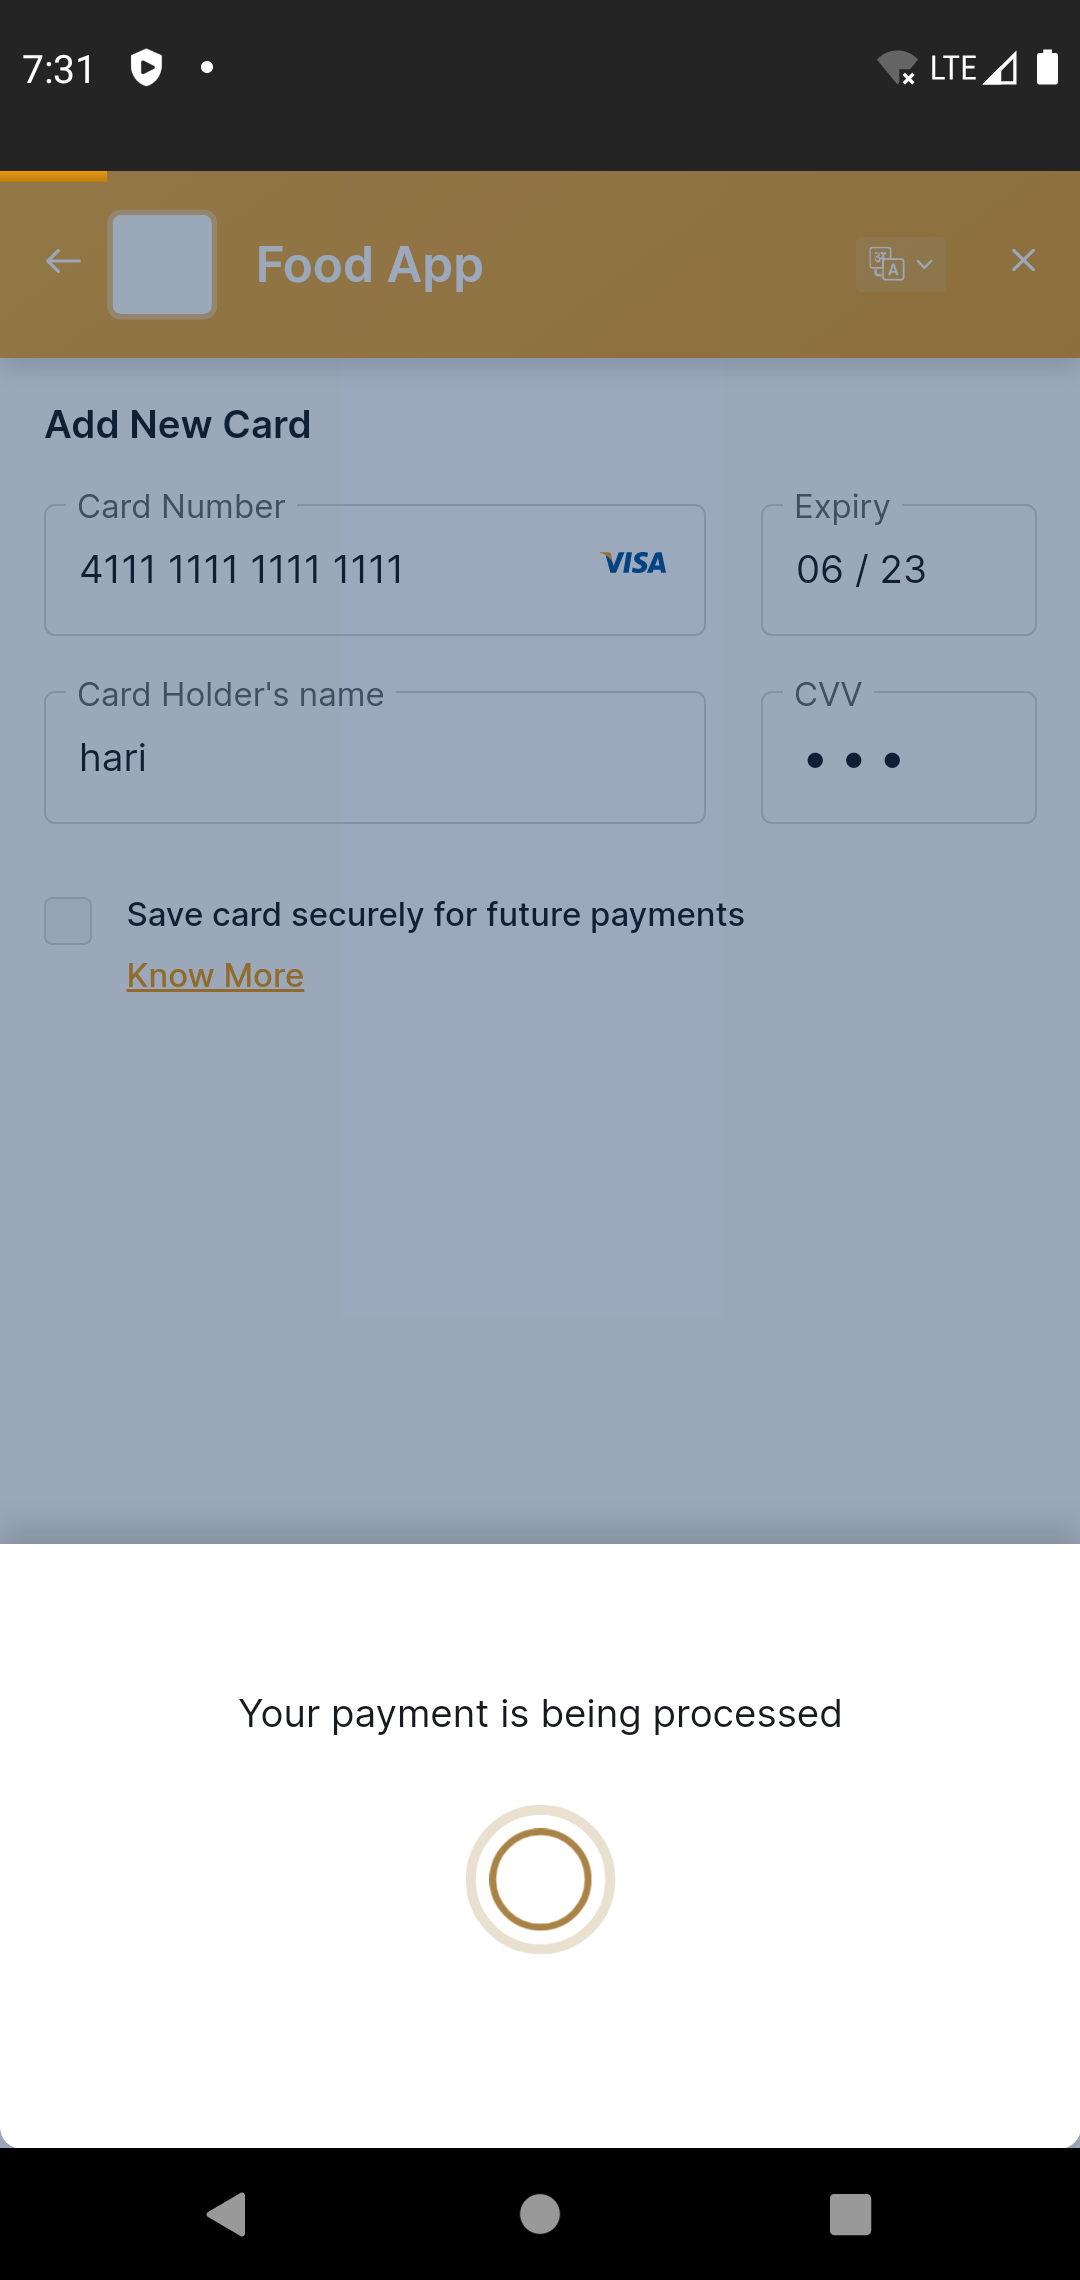 7:31 LTE
Food App
अ A
Add New Card
Card Number Expiry
4111 1111 1111 1111 VISA 06 / 23
Card Holder's name CVV
hari •••
Save card securely for future payments
Know More
Your payment is being processed